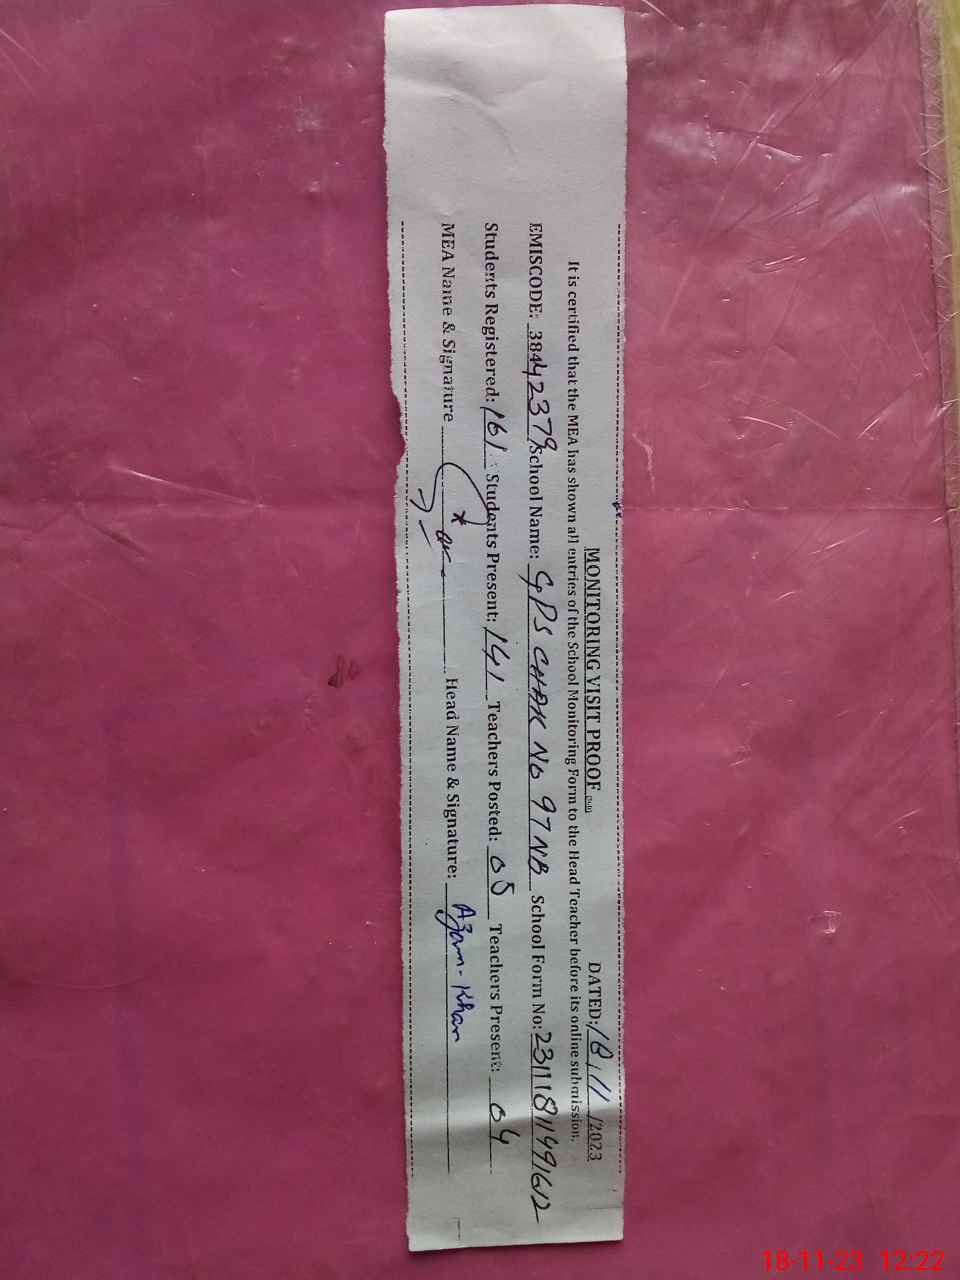 MONITORING VISIT PROOF DATED: 18/11/2023
It is certified that the MEA has shown all entries of the School Monitoring Form to the Head Teacher before its online submission.
EMISCODE: 38442379 School Name: GPS CHAK NO 97 NB School Form No: 231118114991612
Students Registered: 161 Students Present: 141 Teachers Posted: 05 Teachers Present: 04
MEA Name & Signature Head Name & Signature: Azam-Khan
18-11-23 12:22